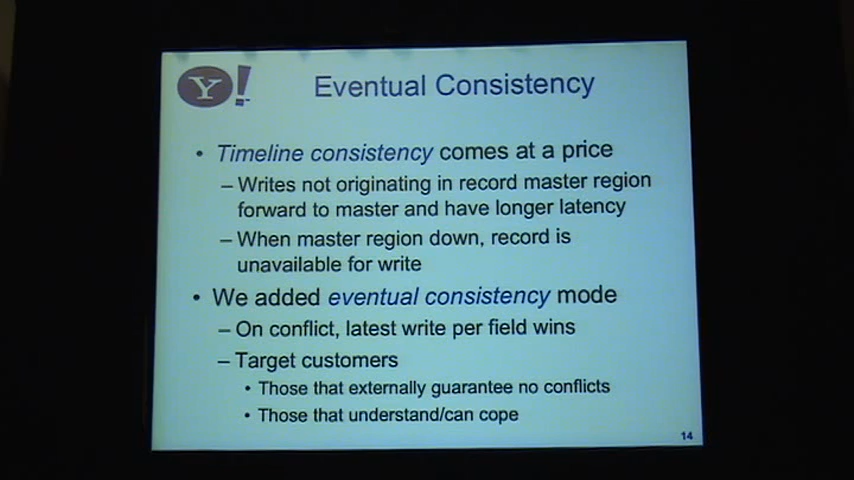 Y! Eventual Consistency
• Timeline consistency comes at a price
– Writes not originating in record master region
forward to master and have longer latency
– When master region down, record is
unavailable for write
• We added eventual consistency mode
– On conflict, latest write per field wins
– Target customers
• Those that externally guarantee no conflicts
• Those that understand/can cope
14